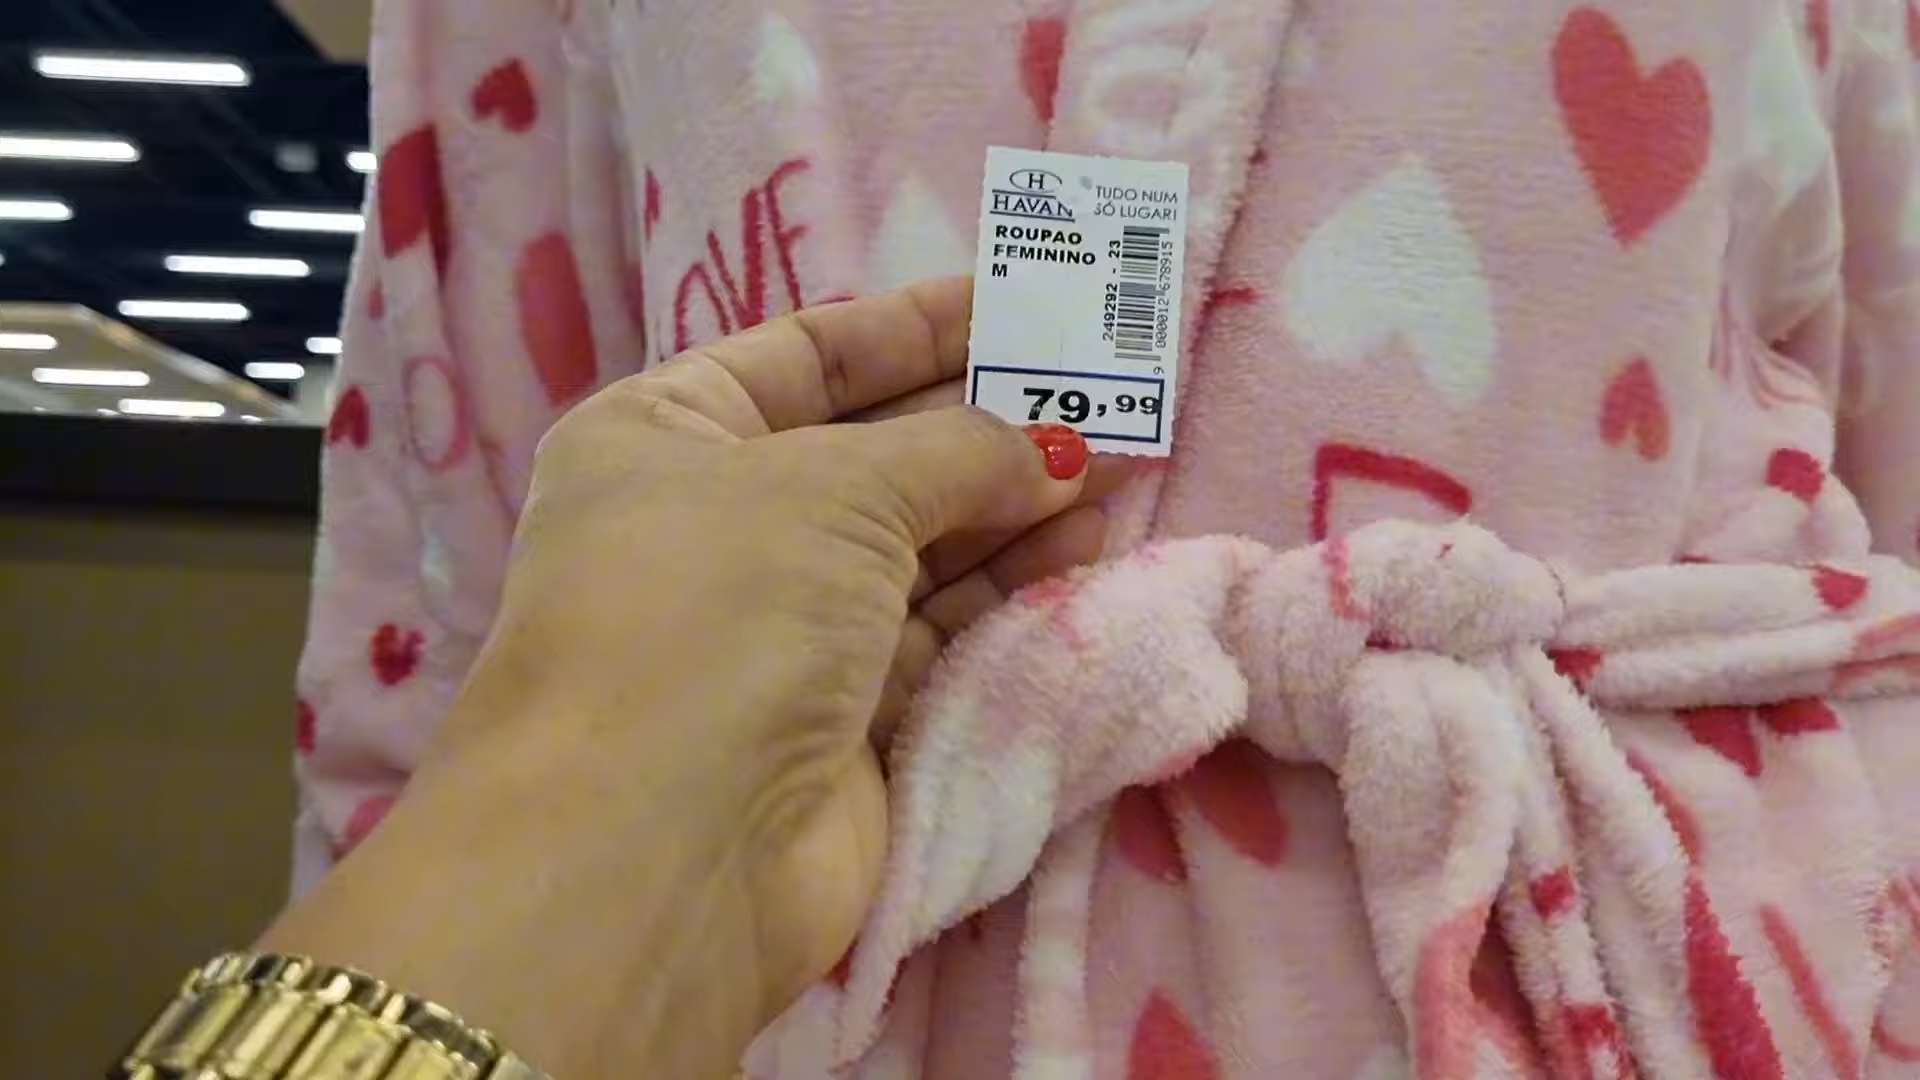 LOVE
H
HAVAN
TUDO NUM
SÓ LUGAR!
ROUPAO
FEMININO
M
249292 - 23
9 000012 678915
79,99